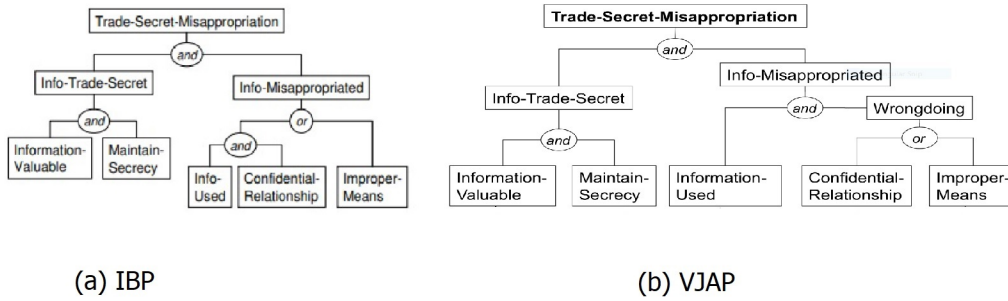 Trade-Secret-Misappropriation
and
Info-Trade-Secret
Info-Misappropriated
and
or
Information-
Valuable
Maintain-
Secrecy
and
Info-
Used
Confidential-
Relationship
Improper-
Means
(a) IBP
Trade-Secret-Misappropriation
and
Info-Misappropriated
Info-Trade-Secret
and
Wrongdoing
and
or
Information-
Valuable
Maintain-
Secrecy
Information-
Used
Confidential-
Relationship
Improper-
Means
(b) VJAP